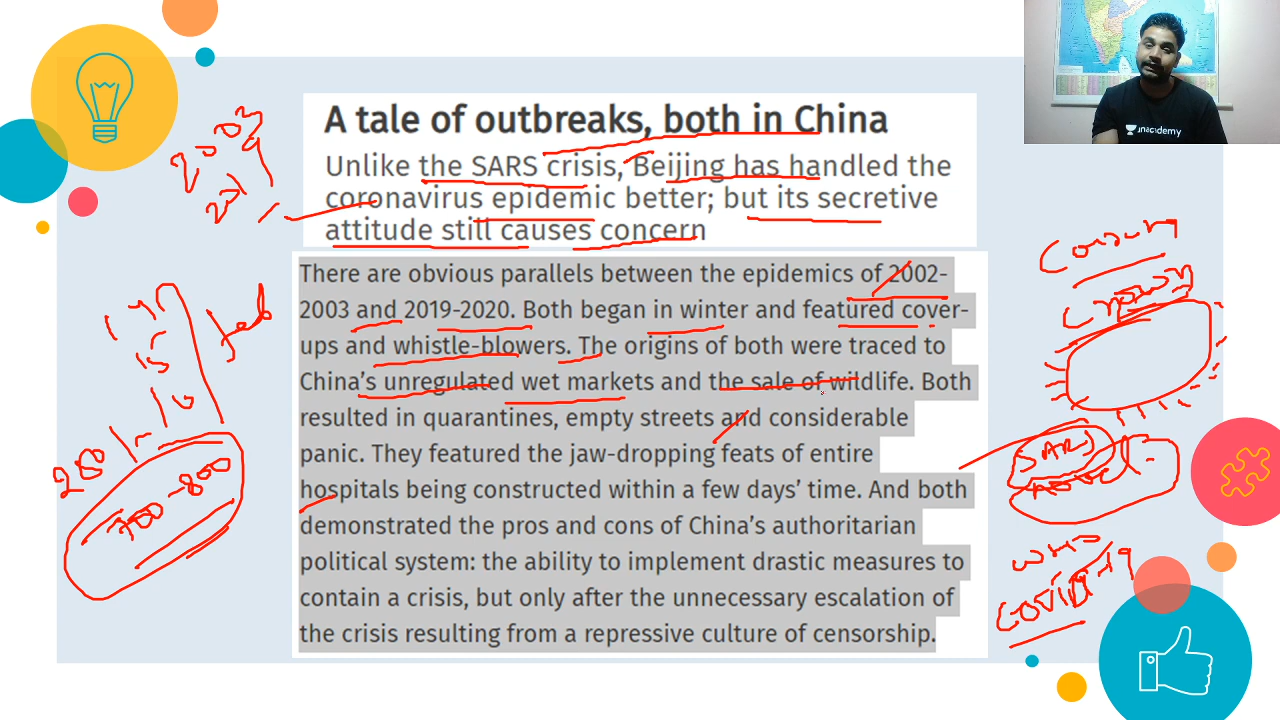 A tale of outbreaks, both in China
Unlike the SARS crisis, Beijing has handled the
coronavirus epidemic better; but its secretive
attitude still causes concern
There are obvious parallels between the epidemics of 2002-
2003 and 2019-2020. Both began in winter and featured cover-
ups and whistle-blowers. The origins of both were traced to
China's unregulated wet markets and the sale of wildlife. Both
resulted in quarantines, empty streets and considerable
panic. They featured the jaw-dropping feats of entire
hospitals being constructed within a few days' time. And both
demonstrated the pros and cons of China's authoritarian
political system: the ability to implement drastic measures to
contain a crisis, but only after the unnecessary escalation of
the crisis resulting from a repressive culture of censorship.
unacademy
2003
14
Feb
15
16
700-800
Crown
SARS
WHO
COVID-19